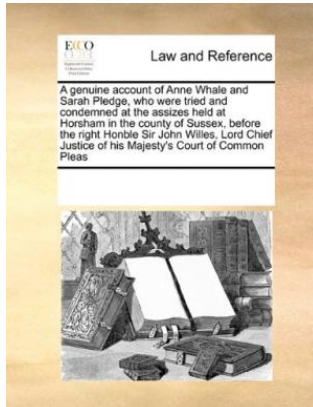 ECCO
Law and Reference
A genuine account of Anne Whale and
Sarah Pledge, who were tried and
condemned at the assizes held at
Horsham in the county of Sussex, before
the right Honble Sir John Willes, Lord Chief
Justice of his Majesty's Court of Common
Pleas